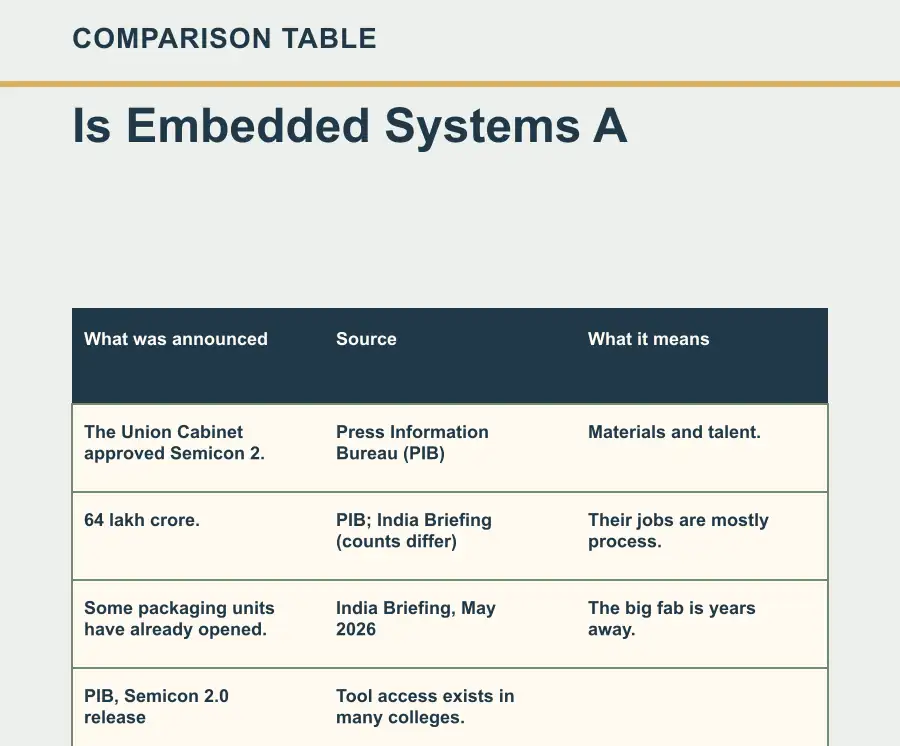 COMPARISON TABLE
Is Embedded Systems A
What was announced
Source
What it means
The Union Cabinet
approved Semicon 2.
Press Information
Bureau (PIB)
Materials and talent.
64 lakh crore.
PIB; India Briefing
(counts differ)
Their jobs are mostly
process.
Some packaging units
have already opened.
India Briefing, May
2026
The big fab is years
away.
PIB, Semicon 2.0
release
Tool access exists in
many colleges.